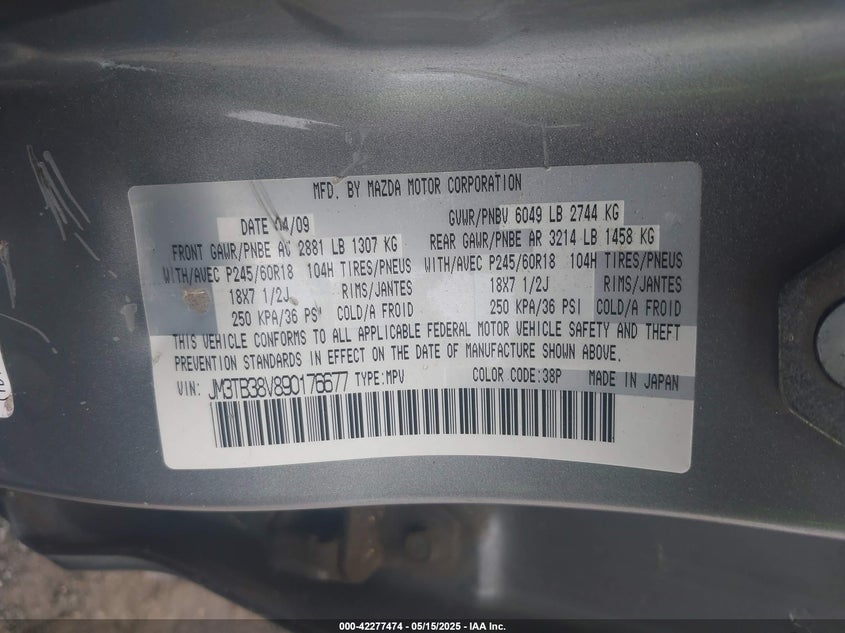 MFD. BY MAZDA MOTOR CORPORATION
DATE 04/09
GVWR/PNBV 6049 LB 2744 KG
FRONT GAWR/PNBE AV 2881 LB 1307 KG
REAR GAWR/PNBE AR 3214 LB 1458 KG
WITH/AVEC P245/60R18 104H TIRES/PNEUS
WITH/AVEC P245/60R18 104H TIRES/PNEUS
18X7 1/2J RIMS/JANTES
18X7 1/2J RIMS/JANTES
250 KPA/36 PSI COLD/A FROID
250 KPA/36 PSI COLD/A FROID
THIS VEHICLE CONFORMS TO ALL APPLICABLE FEDERAL MOTOR VEHICLE SAFETY AND THEFT
PREVENTION STANDARDS IN EFFECT ON THE DATE OF MANUFACTURE SHOWN ABOVE.
VIN: JM3TB38V890176677 TYPE:MPV COLOR CODE:38P MADE IN JAPAN
000-42277474 - 05/15/2025 - IAA Inc.